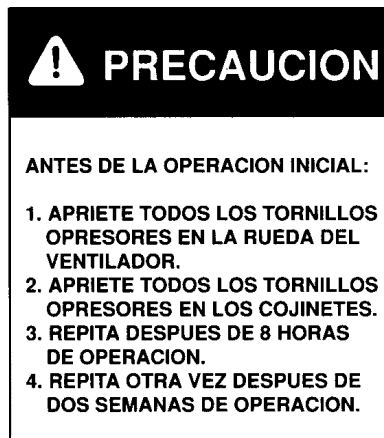 PRECAUCION
ANTES DE LA OPERACION INICIAL:
1. APRIETE TODOS LOS TORNILLOS
OPRESORES EN LA RUEDA DEL
VENTILADOR.
2. APRIETE TODOS LOS TORNILLOS
OPRESORES EN LOS COJINETES.
3. REPITA DESPUES DE 8 HORAS
DE OPERACION.
4. REPITA OTRA VEZ DESPUES DE
DOS SEMANAS DE OPERACION.